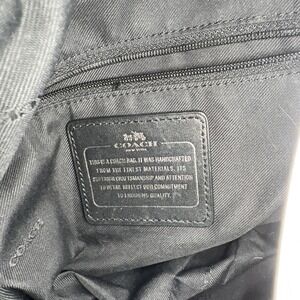 COACH
NEW YORK
THIS IS A COACH BAG. IT WAS HANDCRAFTED
FROM THE FINEST MATERIALS. ITS
SUPERIOR CRAFTSMANSHIP AND ATTENTION
TO DETAIL REFLECT OUR COMMITMENT
TO ENDURING QUALITY.
COACH